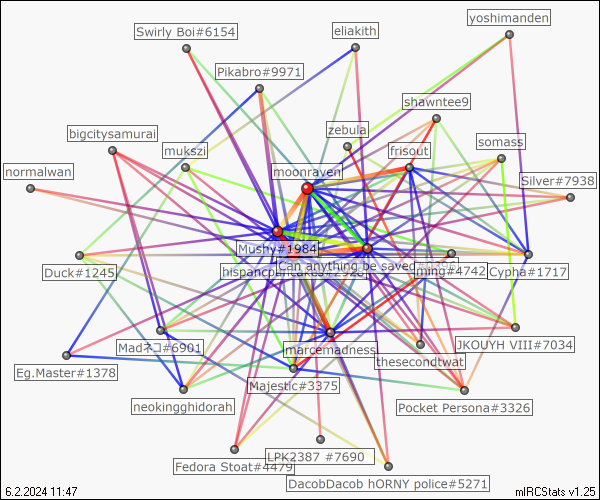 yoshimanden
Swirly Boi#6154
eliakith
Pikabro#9971
shawntee9
zebula
bigcitysamurai
somass
mukszi
frisout
normalwan
moonraven
Silver#7938
Mushy#1984
Can anything be saved
ming#4742
Duck#1245
Cypha#1717
JKOUYH VIII#7034
Madネコ#6901
marcemadness
thesecondtwat
Eg.Master#1378
Majestic#3375
neokingghidorah
Pocket Persona#3326
LPK2387 #7690
Fedora Stoat#4479
DacobDacob hORNY police#5271
6.2.2024 11:47
mIRCStats v1.25